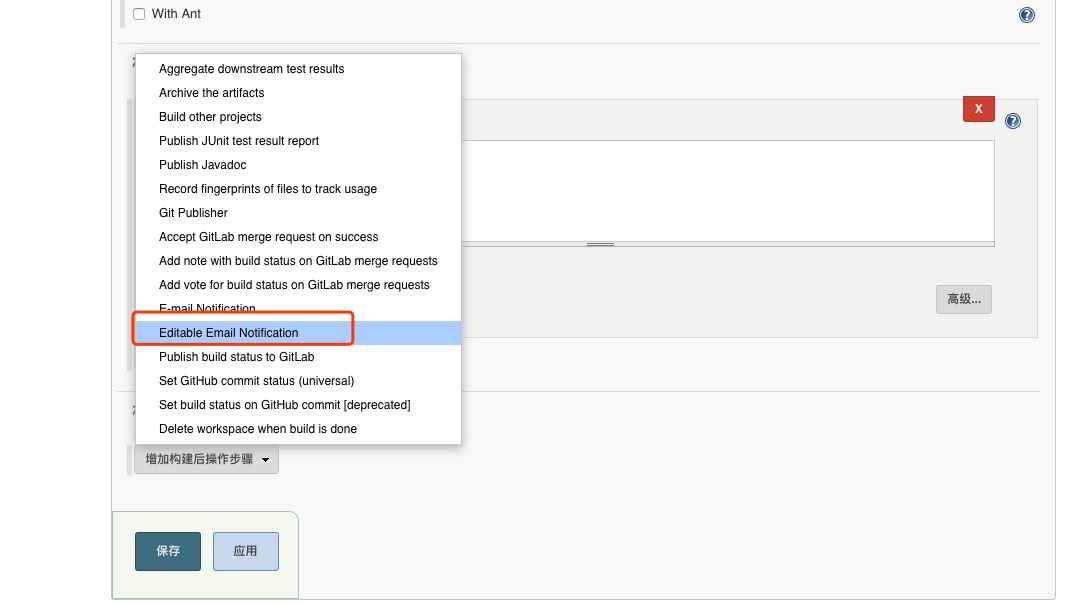 With Ant
Aggregate downstream test results
Archive the artifacts
Build other projects
X
Publish JUnit test result report
Publish Javadoc
Record fingerprints of files to track usage
Git Publisher
Accept GitLab merge request on success
Add note with build status on GitLab merge requests
Add vote for build status on GitLab merge requests
高级...
E-mail Notification
Editable Email Notification
Publish build status to GitLab
Set GitHub commit status (universal)
Set build status on GitHub commit [deprecated]
Delete workspace when build is done
增加构建后操作步骤
保存
应用